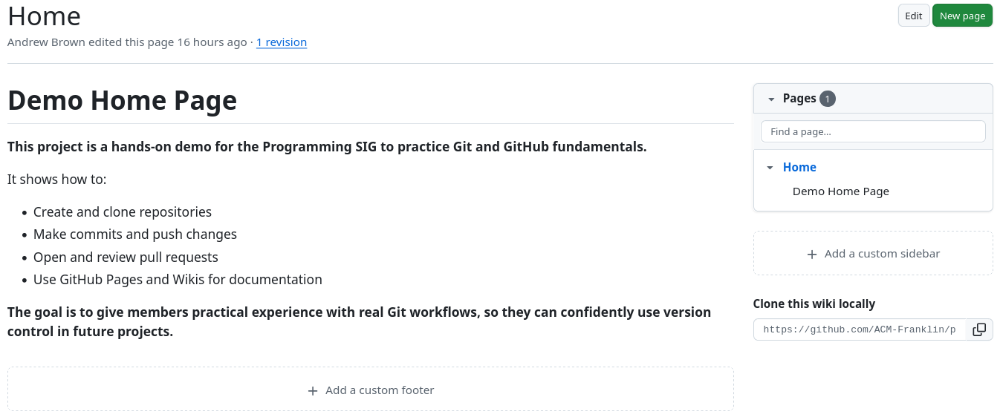 Home
Edit
New page
Andrew Brown edited this page 16 hours ago · 1 revision
Demo Home Page
This project is a hands-on demo for the Programming SIG to practice Git and GitHub fundamentals.
It shows how to:
• Create and clone repositories
• Make commits and push changes
• Open and review pull requests
• Use GitHub Pages and Wikis for documentation
The goal is to give members practical experience with real Git workflows, so they can confidently use version
control in future projects.
+ Add a custom footer
Pages 1
Find a page...
Home
Demo Home Page
+ Add a custom sidebar
Clone this wiki locally
https://github.com/ACM-Franklin/p